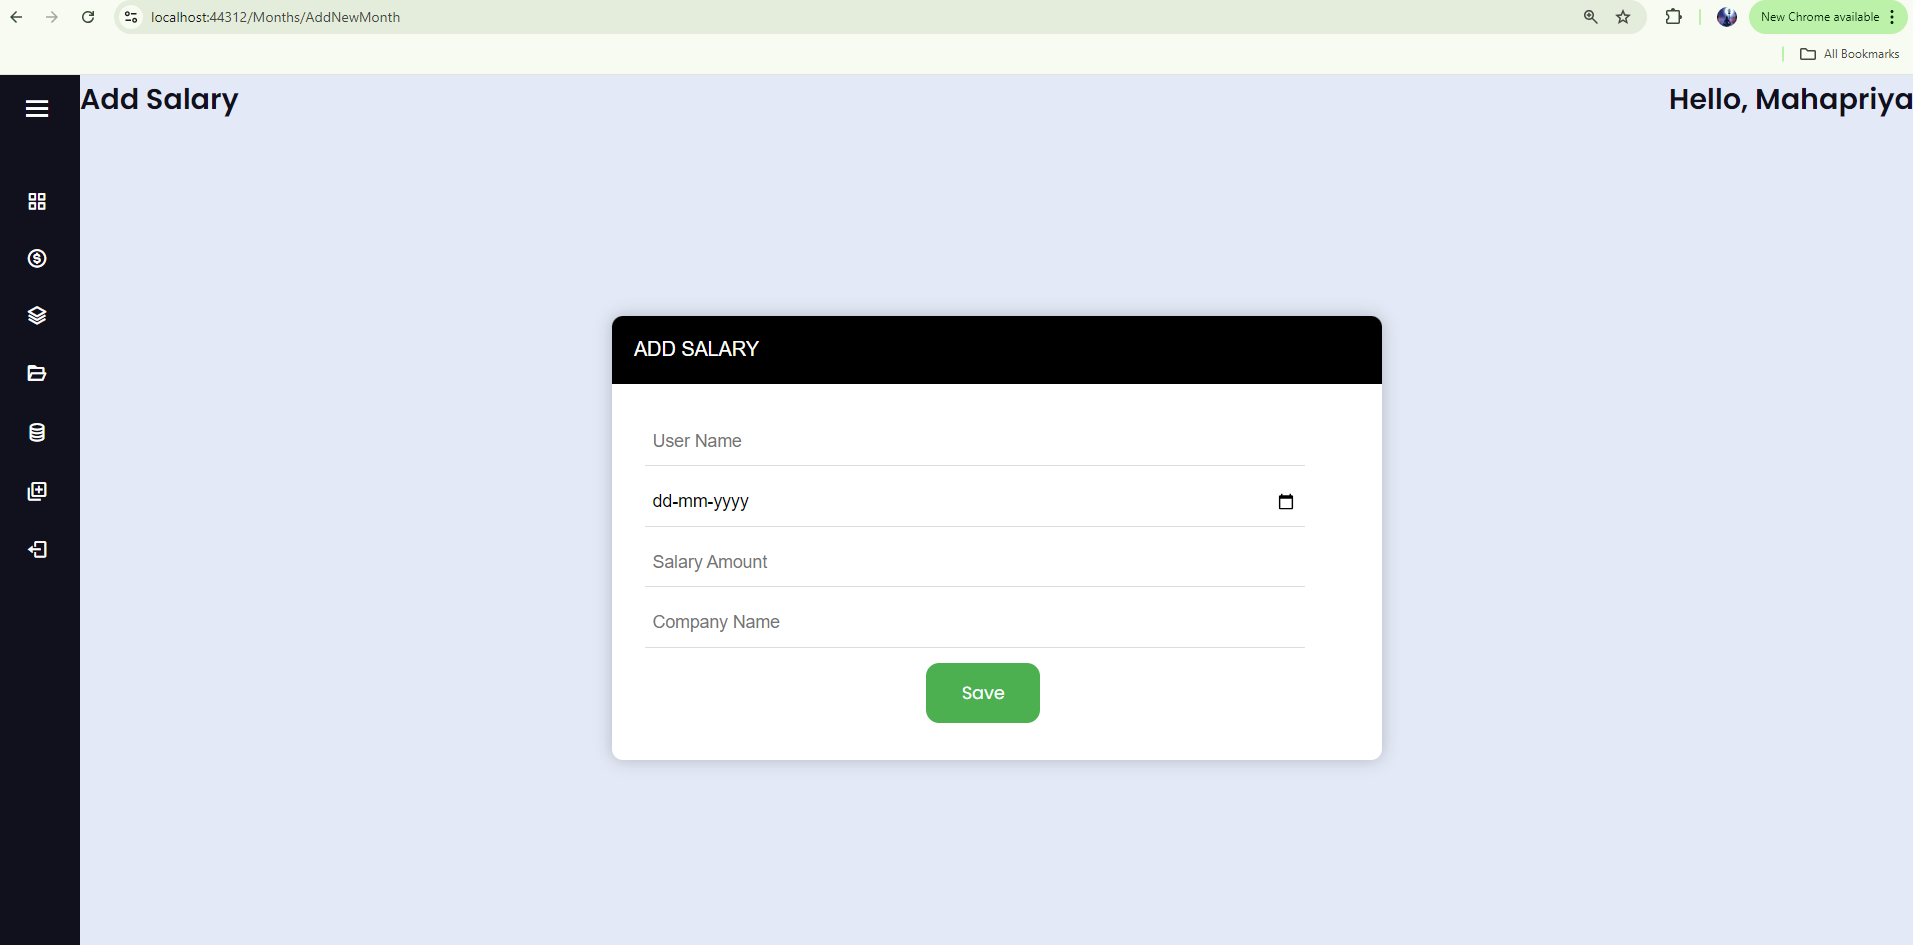 localhost:44312/Months/AddNewMonth
New Chrome available
All Bookmarks
Add Salary
Hello, Mahapriya
ADD SALARY
User Name
dd-mm-yyyy
Salary Amount
Company Name
Save